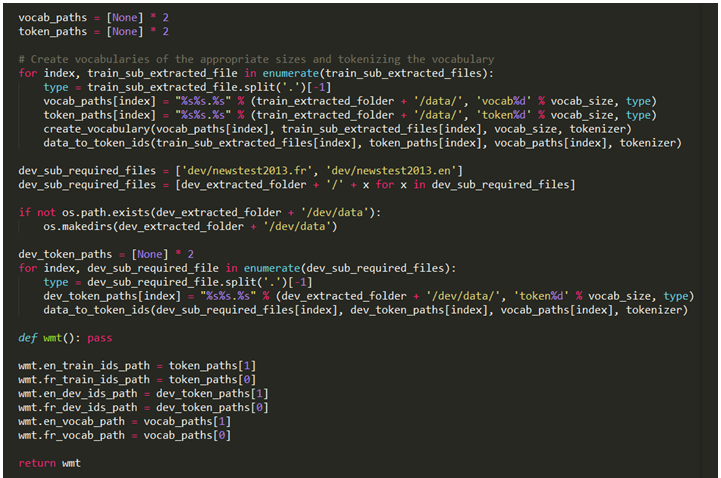 vocab_paths = [None] * 2
token_paths = [None] * 2
# Create vocabularies of the appropriate sizes and tokenizing the vocabulary
for index, train_sub_extracted_file in enumerate(train_sub_extracted_files):
    type = train_sub_extracted_file.split('.')[-1]
    vocab_paths[index] = "%s%s.%s" % (train_extracted_folder + '/data/', 'vocab%d' % vocab_size, type)
    token_paths[index] = "%s%s.%s" % (train_extracted_folder + '/data/', 'token%d' % vocab_size, type)
    create_vocabulary(vocab_paths[index], train_sub_extracted_files[index], vocab_size, tokenizer)
    data_to_token_ids(train_sub_extracted_files[index], token_paths[index], vocab_paths[index], tokenizer)
dev_sub_required_files = ['dev/newstest2013.fr', 'dev/newstest2013.en']
dev_sub_required_files = [dev_extracted_folder + '/' + x for x in dev_sub_required_files]
if not os.path.exists(dev_extracted_folder + '/dev/data'):
    os.makedirs(dev_extracted_folder + '/dev/data')
dev_token_paths = [None] * 2
for index, dev_sub_required_file in enumerate(dev_sub_required_files):
    type = dev_sub_required_file.split('.')[-1]
    dev_token_paths[index] = "%s%s.%s" % (dev_extracted_folder + '/dev/data/', 'token%d' % vocab_size, type)
    data_to_token_ids(dev_sub_required_files[index], dev_token_paths[index], vocab_paths[index], tokenizer)
def wmt(): pass
wmt.en_train_ids_path = token_paths[1]
wmt.fr_train_ids_path = token_paths[0]
wmt.en_dev_ids_path = dev_token_paths[1]
wmt.fr_dev_ids_path = dev_token_paths[0]
wmt.en_vocab_path = vocab_paths[1]
wmt.fr_vocab_path = vocab_paths[0]
return wmt